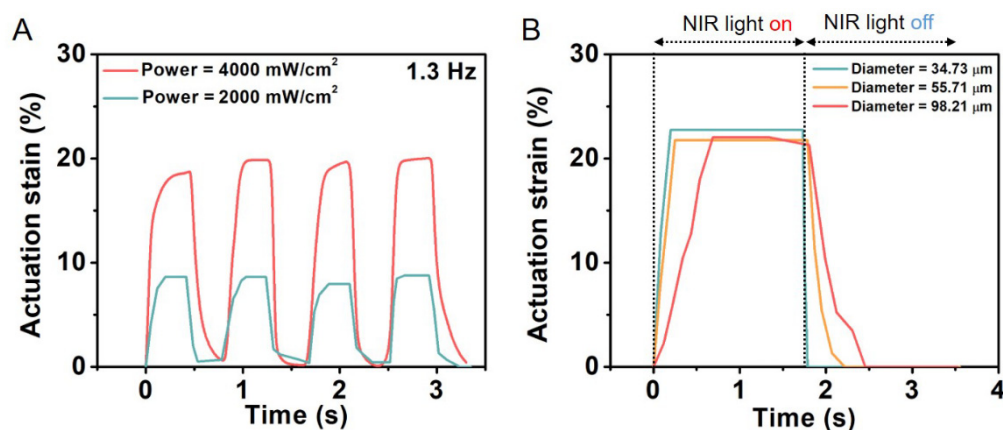 A
30
20
10
0
Actuation stain (%)
Power = 4000 mW/cm²
Power = 2000 mW/cm²
1.3 Hz
0 1 2 3
Time (s)
B
NIR light on
NIR light off
30
20
10
0
Actuation strain (%)
Diameter = 34.73 μm
Diameter = 55.71 μm
Diameter = 98.21 μm
0 1 2 3 4
Time (s)